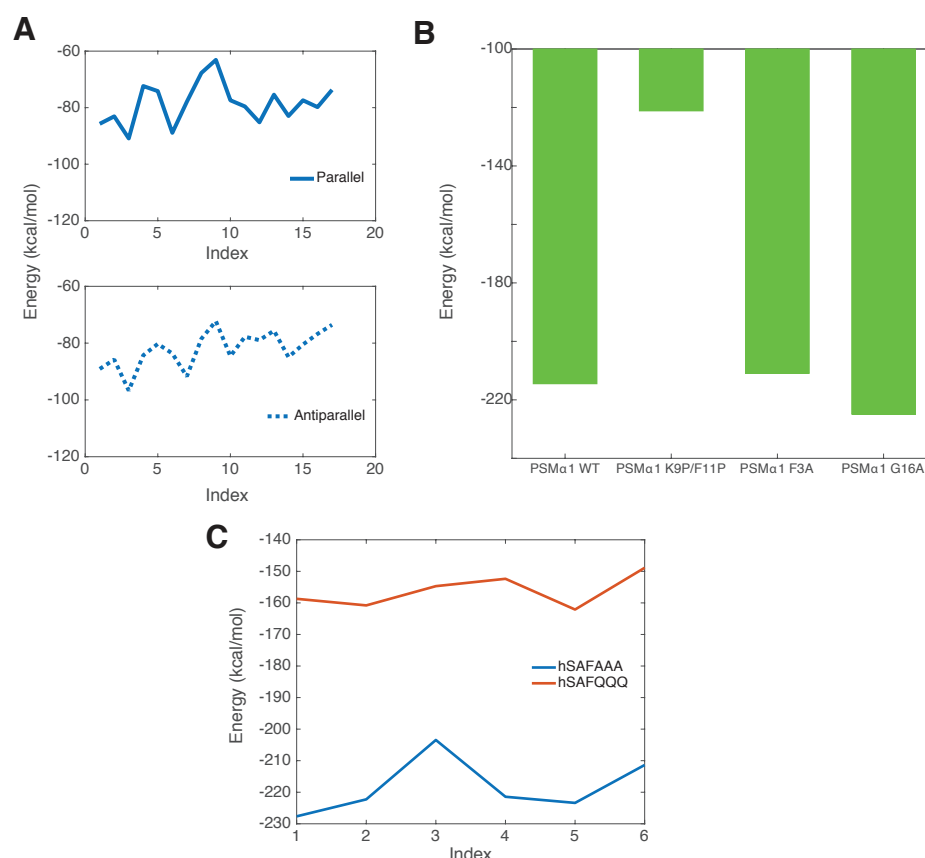 A
-60
-80
-100
-120
0 5 10 15 20
Parallel
Index
Energy (kcal/mol)
-60
-80
-100
-120
0 5 10 15 20
Antiparallel
Index
B
-100
-140
-180
-220
Energy (kcal/mol)
PSMα1 WT PSMα1 K9P/F11P PSMα1 F3A PSMα1 G16A
C
-140
-150
-160
-170
-180
-190
-200
-210
-220
-230
Energy (kcal/mol)
hSAFAAA
hSAFQQQ
1 2 3 4 5 6
Index